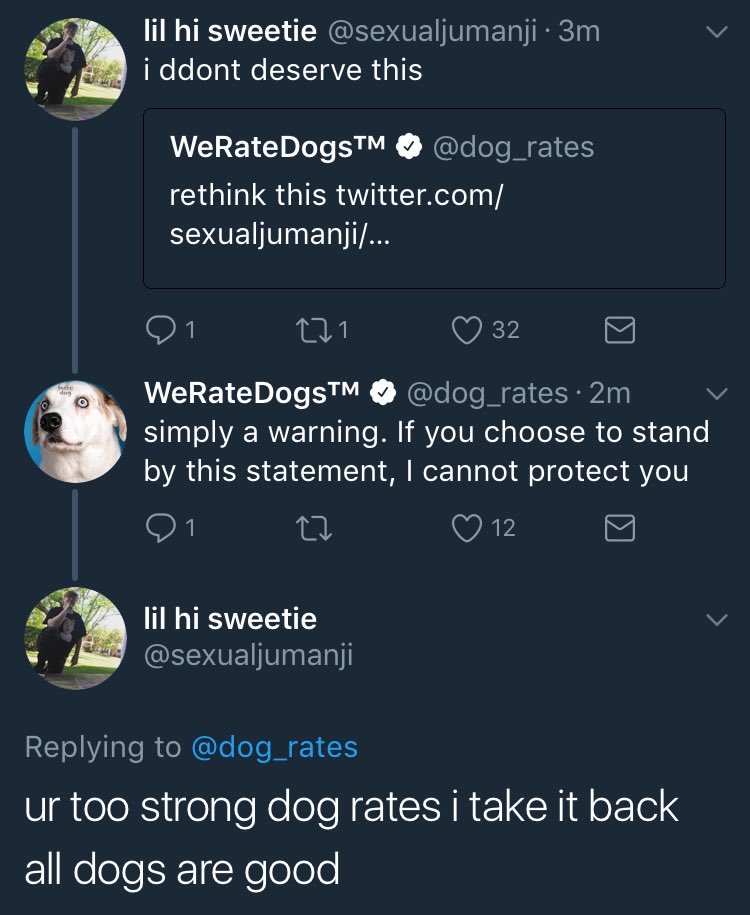 lil hi sweetie @sexualjumanji · 3m
i ddont deserve this
WeRateDogs™ @dog_rates
rethink this twitter.com/
sexualjumanji/...
1 1 32
WeRateDogs™ @dog_rates · 2m
simply a warning. If you choose to stand
by this statement, I cannot protect you
1 12
lil hi sweetie
@sexualjumanji
Replying to @dog_rates
ur too strong dog rates i take it back
all dogs are good